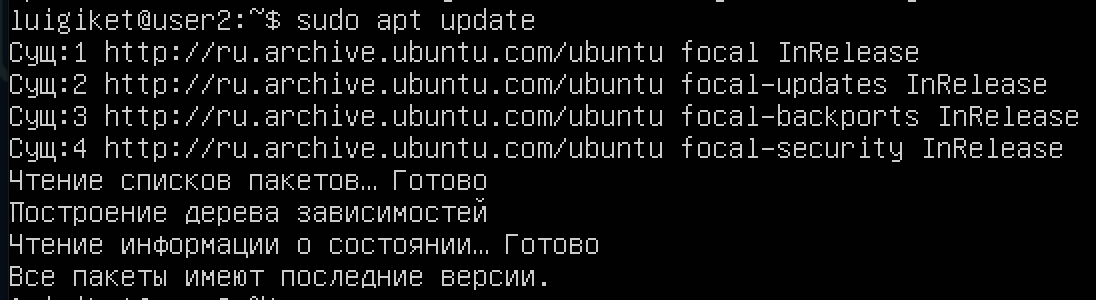 luigiket@user2:~$ sudo apt update
Сущ:1 http://ru.archive.ubuntu.com/ubuntu focal InRelease
Сущ:2 http://ru.archive.ubuntu.com/ubuntu focal-updates InRelease
Сущ:3 http://ru.archive.ubuntu.com/ubuntu focal-backports InRelease
Сущ:4 http://ru.archive.ubuntu.com/ubuntu focal-security InRelease
Чтение списков пакетов… Готово
Построение дерева зависимостей
Чтение информации о состоянии… Готово
Все пакеты имеют последние версии.